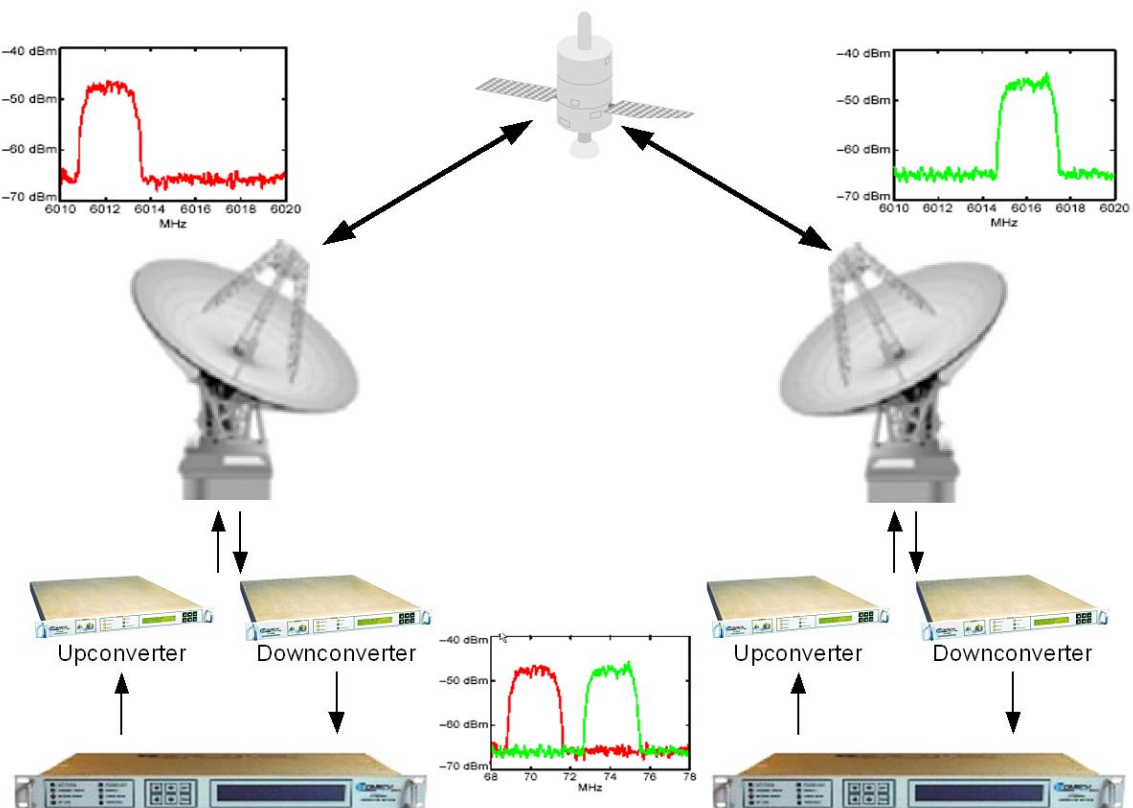 −40 dBm
−50 dBm
−60 dBm
−70 dBm
6010 6012 6014 6016 6018 6020
MHz
−40 dBm
−50 dBm
−60 dBm
−70 dBm
6010 6012 6014 6016 6018 6020
MHz
Upconverter
Downconverter
−40 dBm
−50 dBm
−60 dBm
−70 dBm
68 70 72 74 76 78
MHz
Upconverter
Downconverter